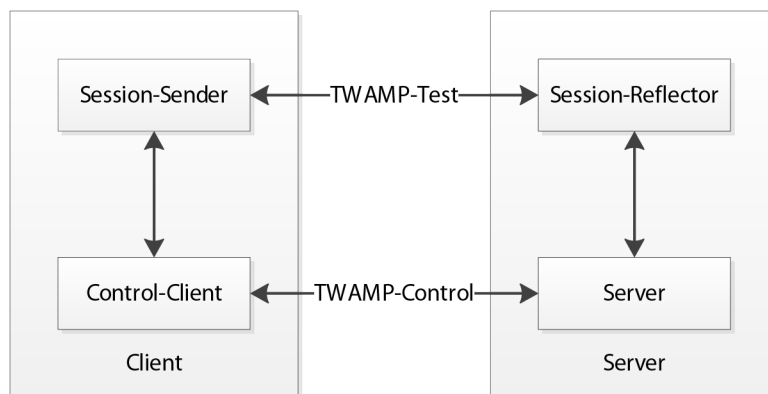 Session-Sender
TWAMP-Test
Session-Reflector
Control-Client
TWAMP-Control
Server
Client
Server